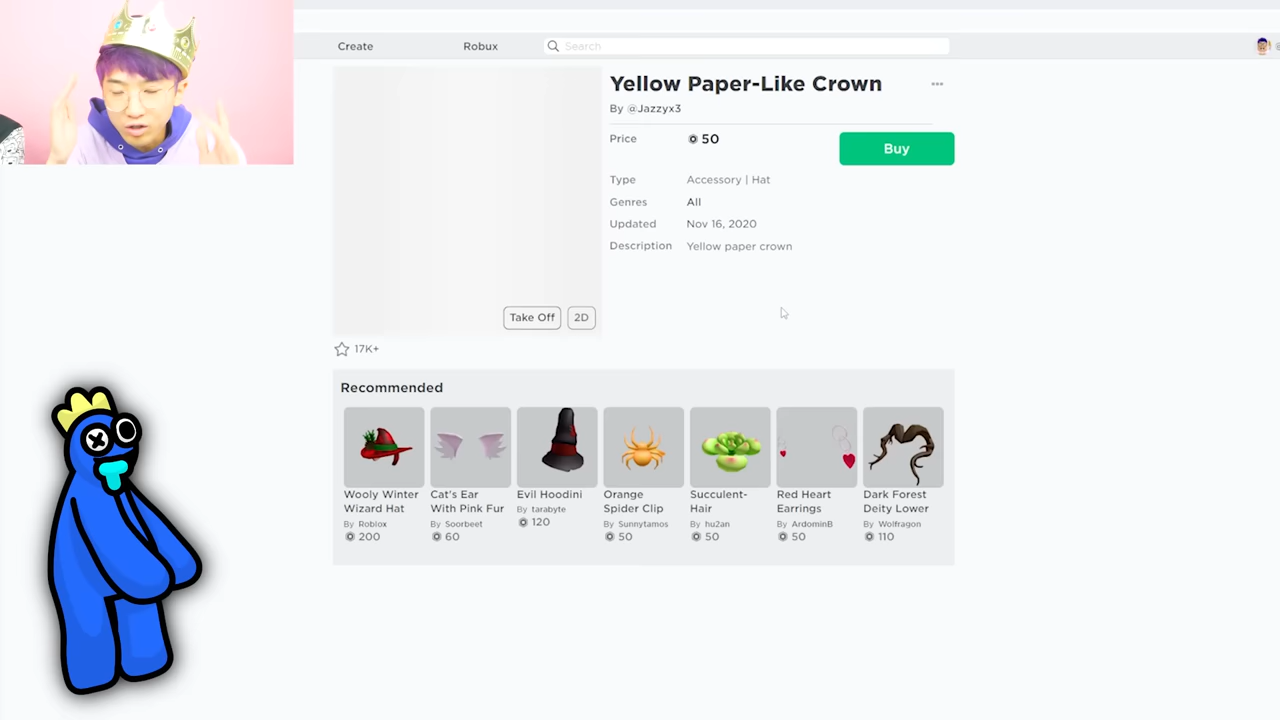 Create
Robux
Search
Yellow Paper-Like Crown
By @Jazzyx3
Price
50
Buy
Type
Accessory | Hat
Genres
All
Updated
Nov 16, 2020
Description
Yellow paper crown
Take Off
2D
17K+
Recommended
Wooly Winter
Wizard Hat
By Roblox
200
Cat's Ear
With Pink Fur
By Soorbeet
60
Evil Hoodini
By tarabyte
120
Orange
Spider Clip
By Sunnytamos
50
Succulent-
Hair
By hu2an
50
Red Heart
Earrings
By ArdominB
50
Dark Forest
Deity Lower
By Wolfragon
110